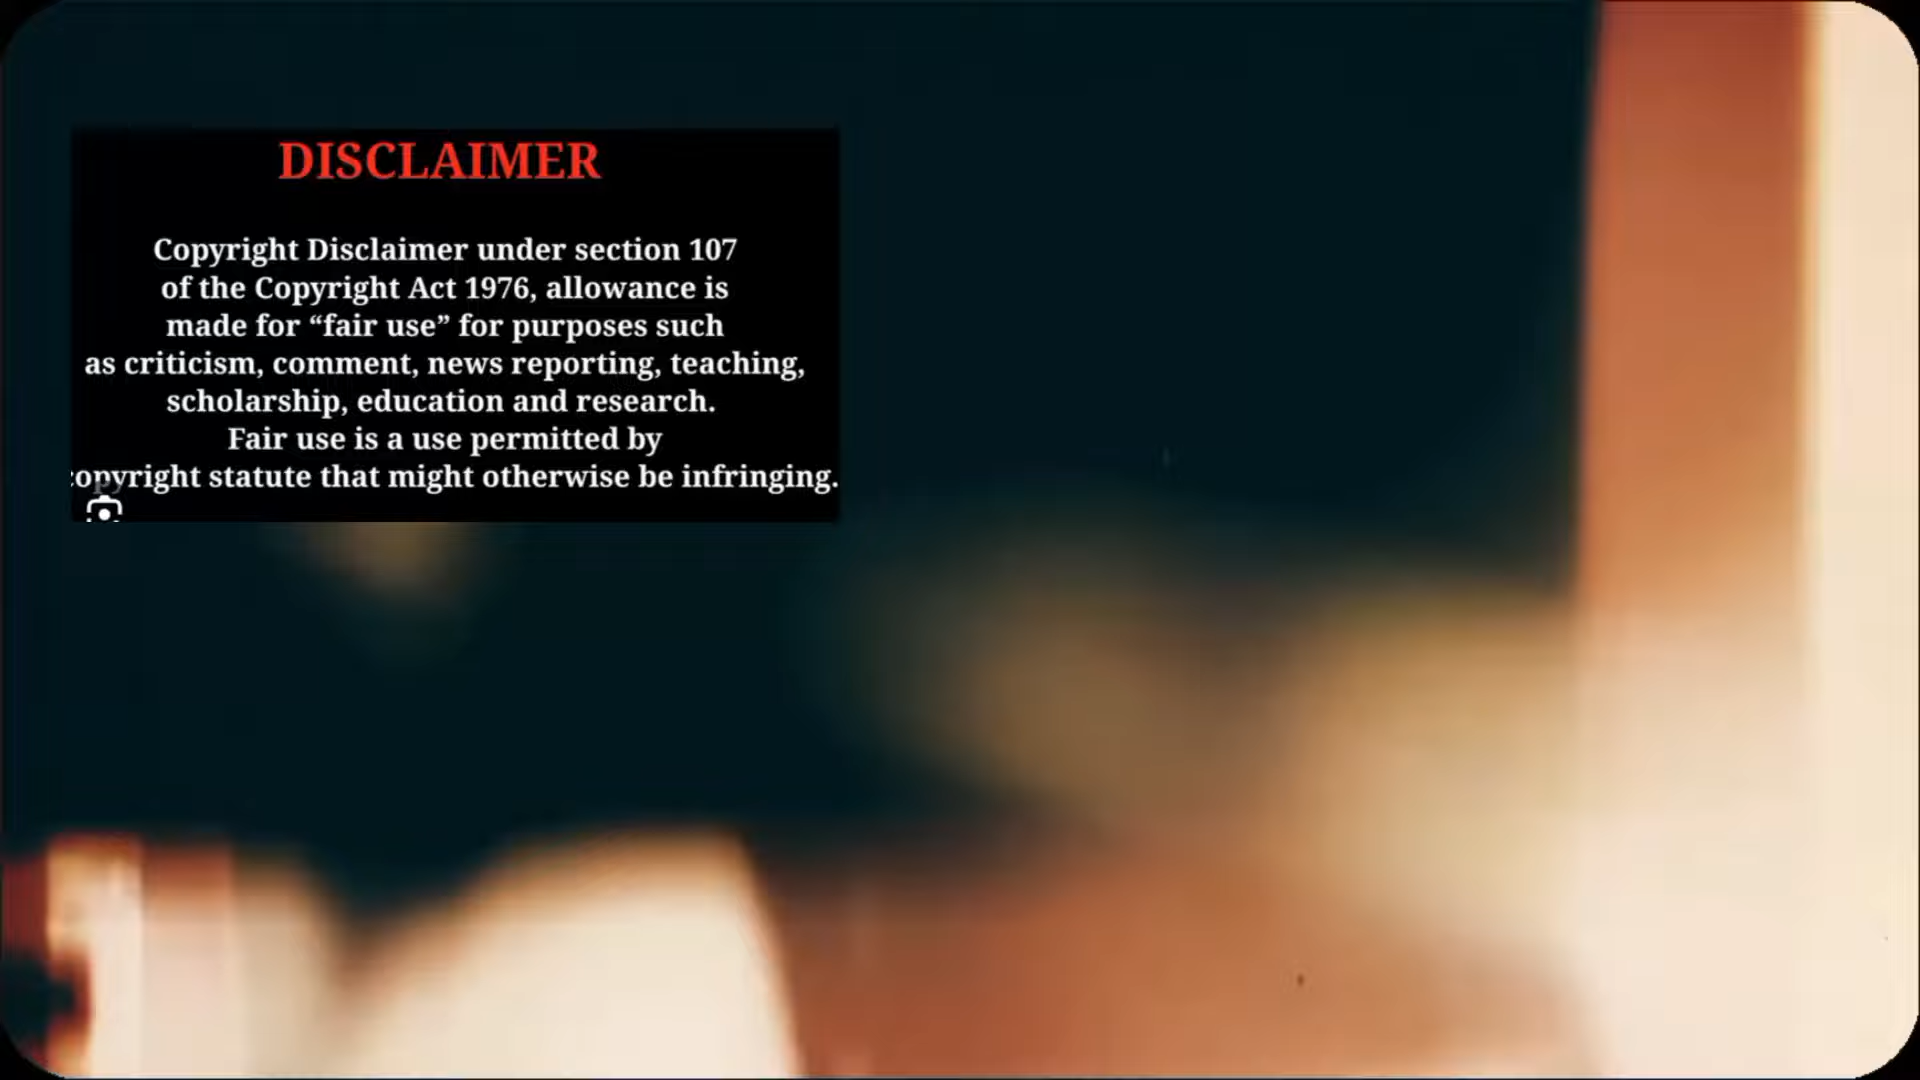 DISCLAIMER
Copyright Disclaimer under section 107
of the Copyright Act 1976, allowance is
made for “fair use” for purposes such
as criticism, comment, news reporting, teaching,
scholarship, education and research.
Fair use is a use permitted by
copyright statute that might otherwise be infringing.